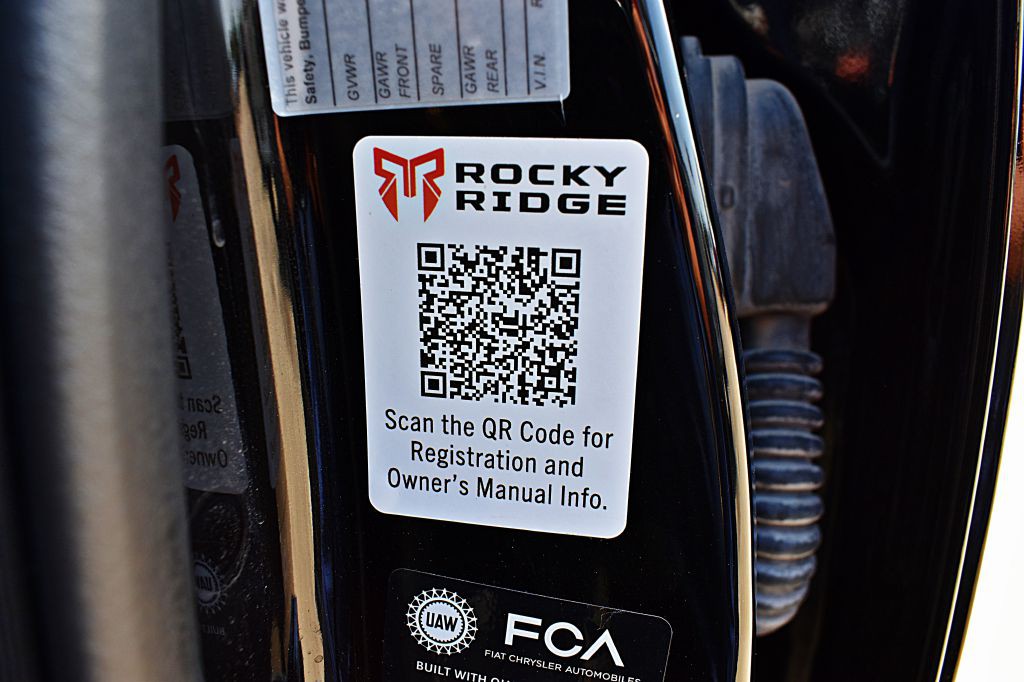 This vehicle
Safety, Bumpe
GVWR
GAWR
FRONT
SPARE
GAWR
REAR
V.I.N.
ROCKY
RIDGE
Scan the QR Code for
Registration and
Owner's Manual Info.
UAW
FCA
FIAT CHRYSLER AUTOMOBILES
BUILT WITH